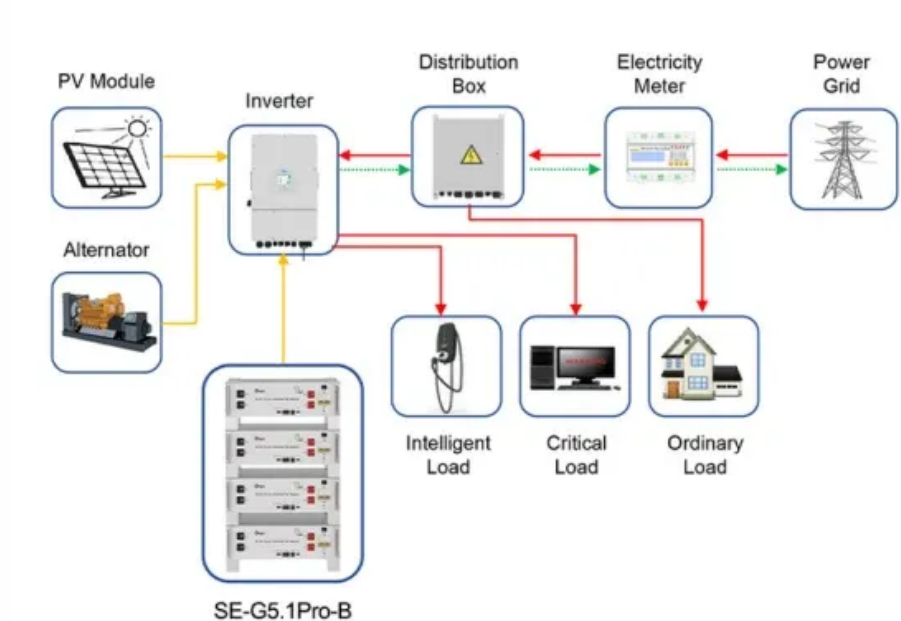 PV Module
Inverter
Distribution
Box
Electricity
Meter
Power
Grid
Alternator
Intelligent
Load
Critical
Load
Ordinary
Load
SE-G5.1Pro-B